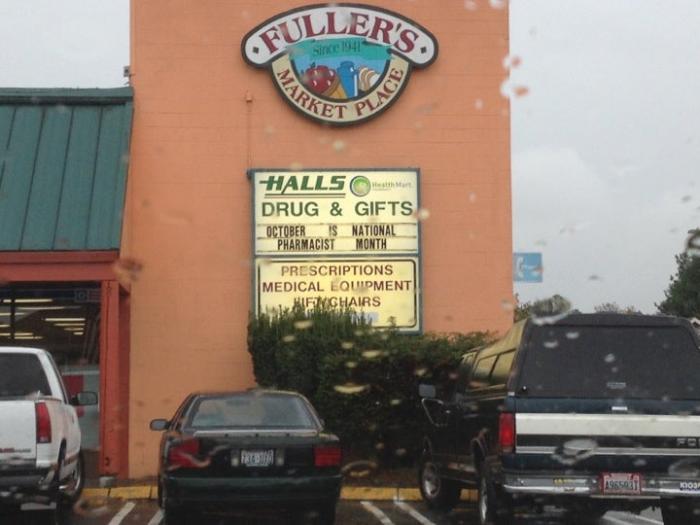 FULLER'S
Since 1941
MARKET PLACE
HALLS HealthMart
DRUG & GIFTS
OCTOBER IS NATIONAL
PHARMACIST MONTH
PRESCRIPTIONS
MEDICAL EQUIPMENT
LIFT CHAIRS